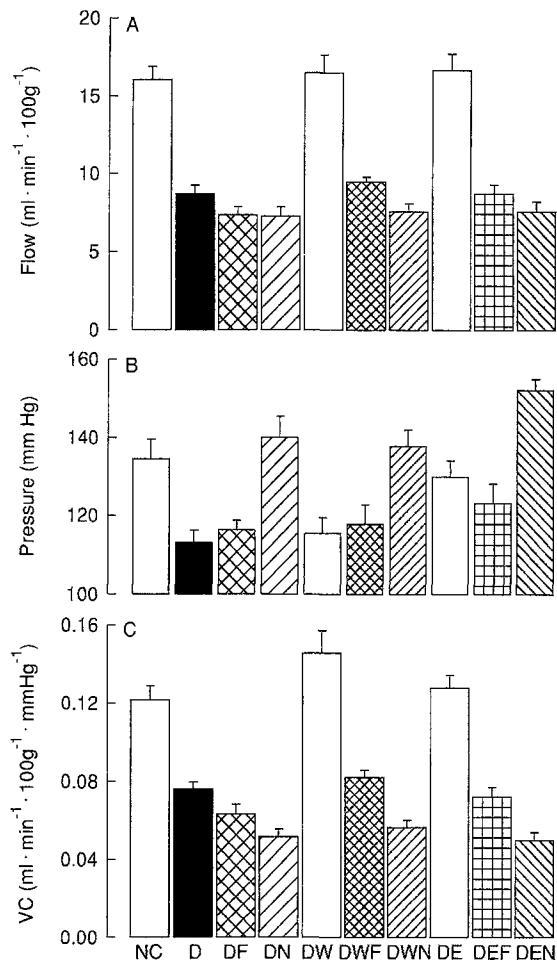 A
Flow (ml · min⁻¹ · 100g⁻¹)
20
15
10
5
0
B
Pressure (mm Hg)
160
140
120
100
C
VC (ml · min⁻¹ · 100g⁻¹ · mmHg⁻¹)
0.16
0.12
0.08
0.04
0.00
NC D DF DN DW DWF DWN DE DEF DEN